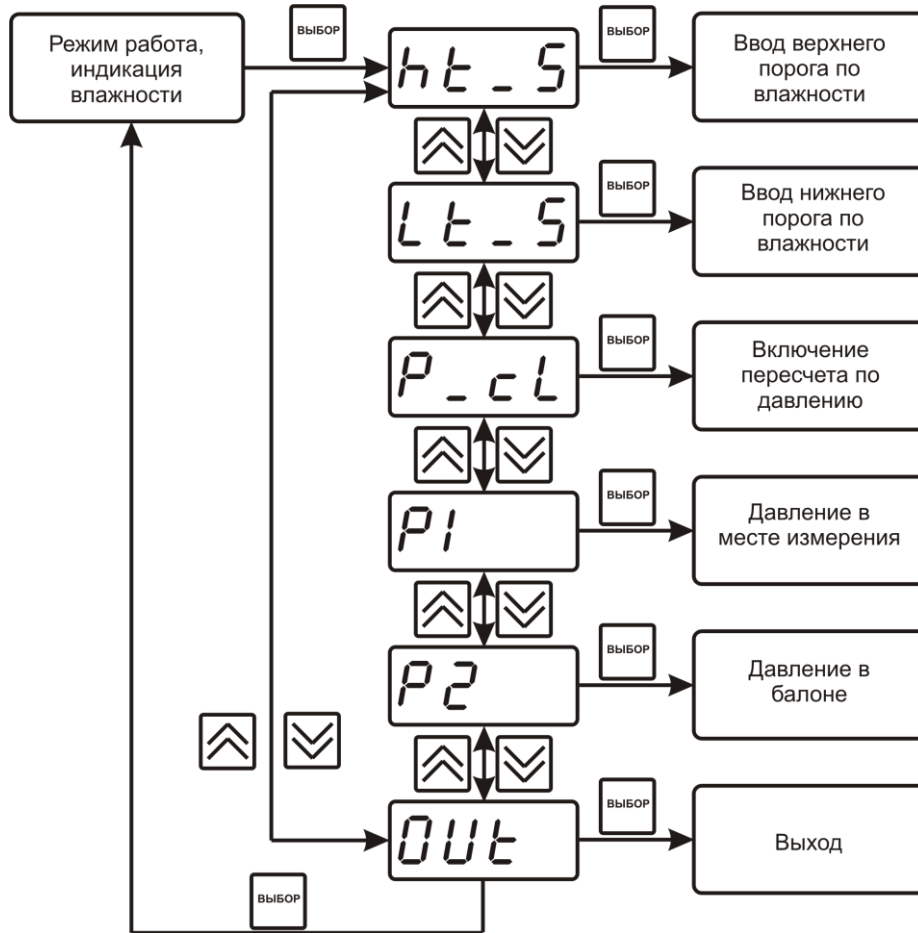 Режим работа,
индикация
влажности
ВЫБОР
ht_S
ВЫБОР
Ввод верхнего
порога по
влажности
Lt_S
ВЫБОР
Ввод нижнего
порога по
влажности
P_cL
ВЫБОР
Включение
пересчета по
давлению
P1
ВЫБОР
Давление в
месте измерения
P2
ВЫБОР
Давление в
балоне
OUt
ВЫБОР
Выход
ВЫБОР